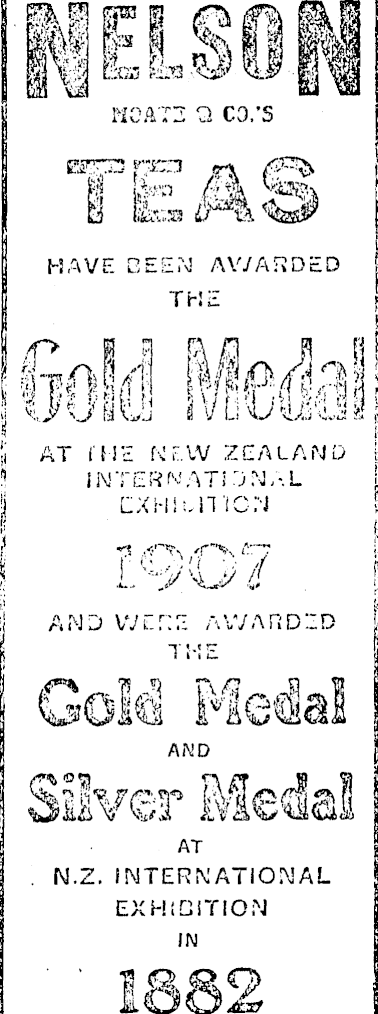 NELSON
MOATE & CO.'S
TEAS
HAVE BEEN AWARDED
THE
Gold Medal
AT THE NEW ZEALAND
INTERNATIONAL
EXHIBITION
1907
AND WERE AWARDED
THE
Gold Medal
AND
Silver Medal
AT
N.Z. INTERNATIONAL
EXHIBITION
IN
1882